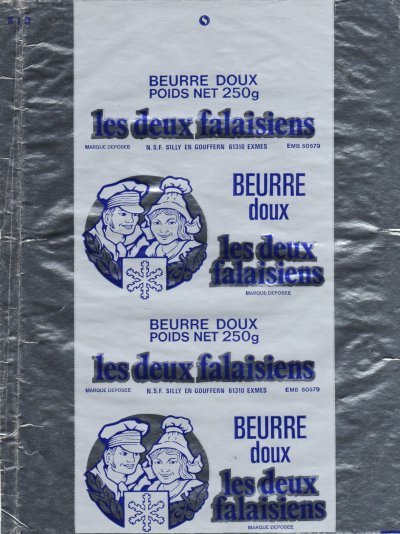 BEURRE DOUX
POIDS NET 250g
les deux falaisiens
MARQUE DEPOSEE N.S.F. SILLY EN GOUFFERN 61310 EXMES EMB 50579
BEURRE
doux
les deux
falaisiens
MARQUE DEPOSEE
BEURRE DOUX
POIDS NET 250g
les deux falaisiens
MARQUE DEPOSEE N.S.F. SILLY EN GOUFFERN 61310 EXMES EMB 50579
BEURRE
doux
les deux
falaisiens
MARQUE DEPOSEE